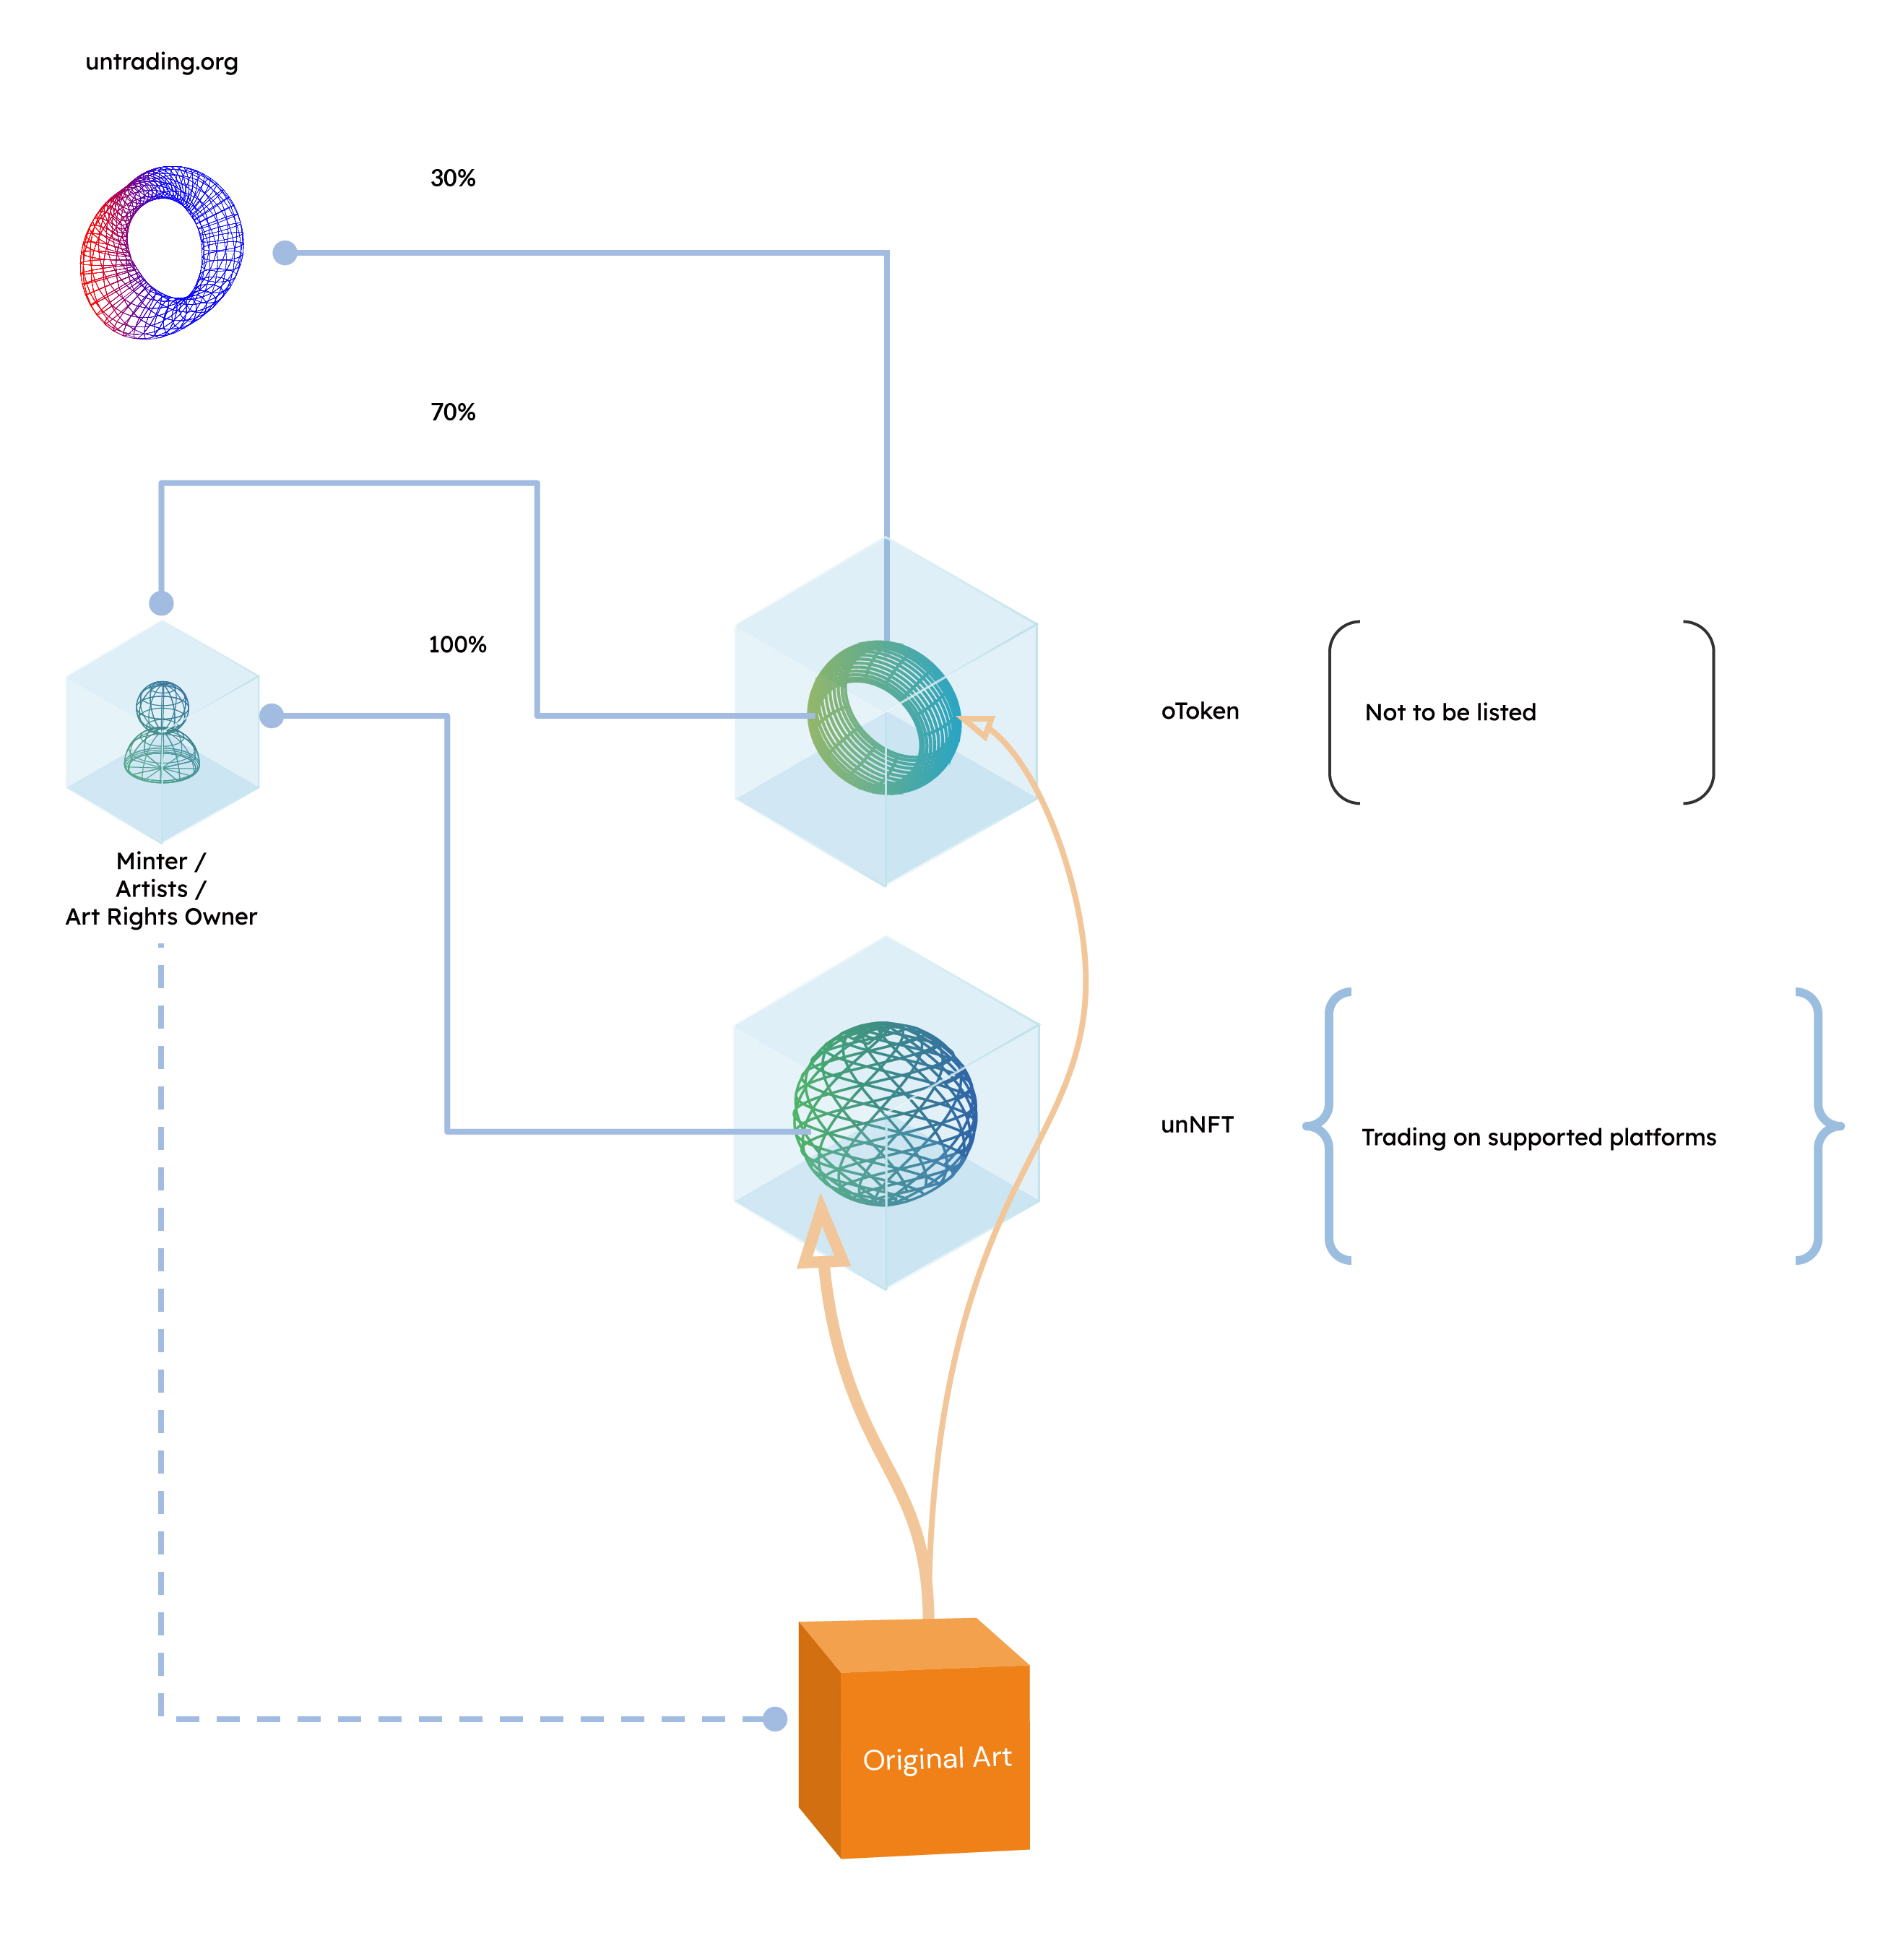 untrading.org
30%
70%
100%
oToken
Not to be listed
Minter /
Artists /
Art Rights Owner
unNFT
Trading on supported platforms
Original Art